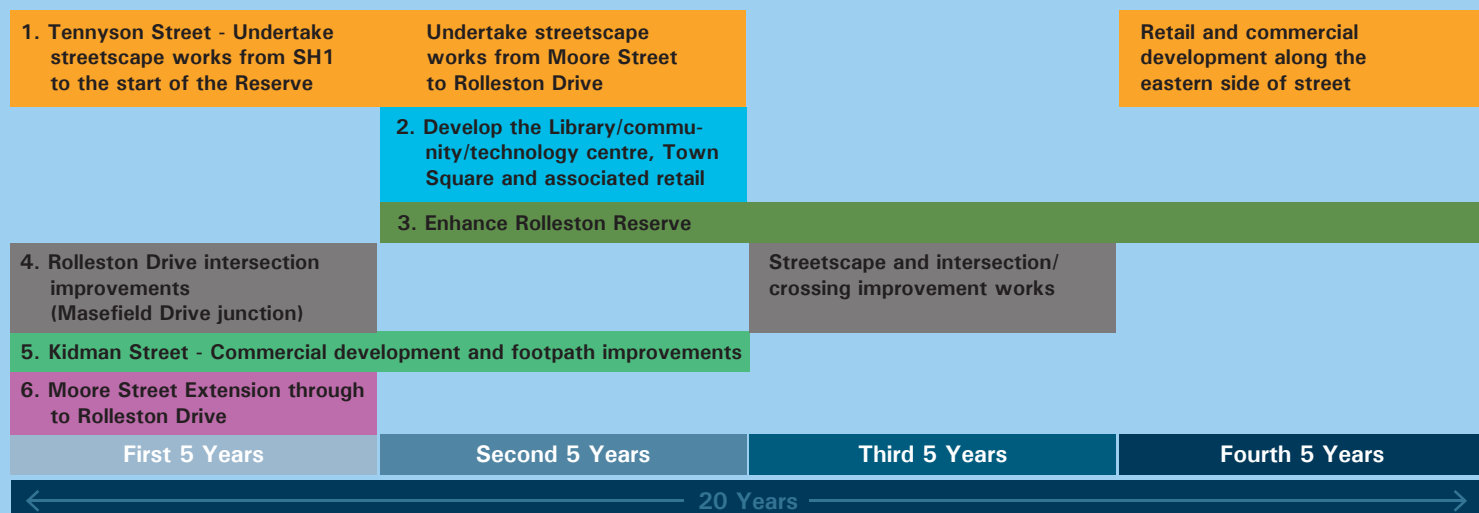 1. Tennyson Street - Undertake
streetscape works from SH1
to the start of the Reserve
Undertake streetscape
works from Moore Street
to Rolleston Drive
Retail and commercial
development along the
eastern side of street
2. Develop the Library/commu-
nity/technology centre, Town
Square and associated retail
3. Enhance Rolleston Reserve
4. Rolleston Drive intersection
improvements
(Masefield Drive junction)
Streetscape and intersection/
crossing improvement works
5. Kidman Street - Commercial development and footpath improvements
6. Moore Street Extension through
to Rolleston Drive
First 5 Years
Second 5 Years
Third 5 Years
Fourth 5 Years
20 Years